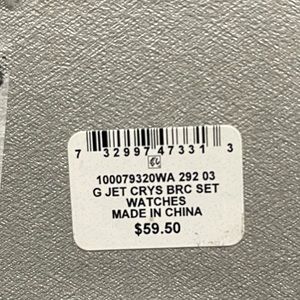 7 32997 47331 3
100079320WA 292 03
G JET CRYS BRC SET
WATCHES
MADE IN CHINA
$59.50